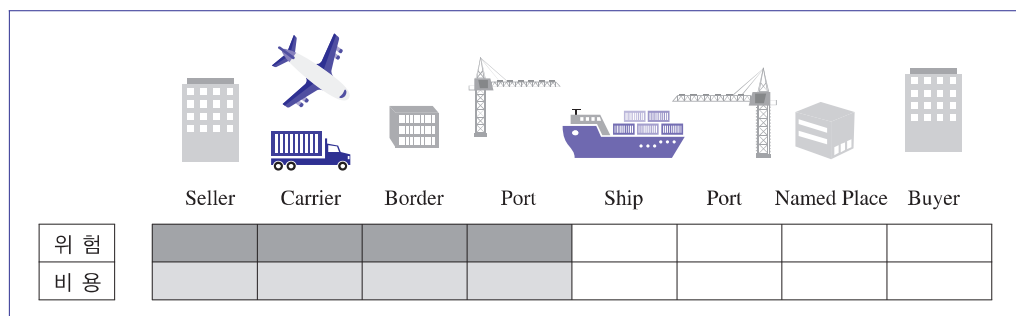 Seller Carrier Border Port Ship Port Named Place Buyer
위 험
비 용